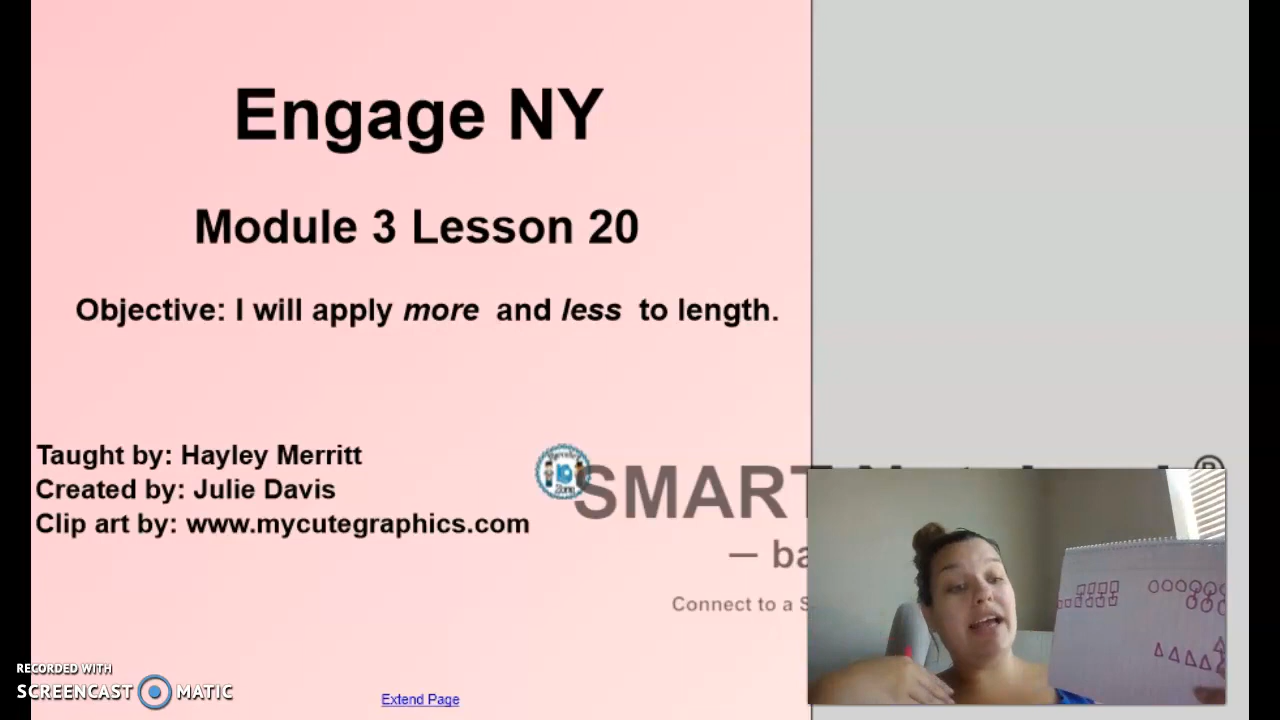 Engage NY
Module 3 Lesson 20
Objective: I will apply more and less to length.
Taught by: Hayley Merritt
Created by: Julie Davis
Clip art by: www.mycutegraphics.com
SMART
Connect to a
RECORDED WITH
SCREENCAST MATIC
Extend Page